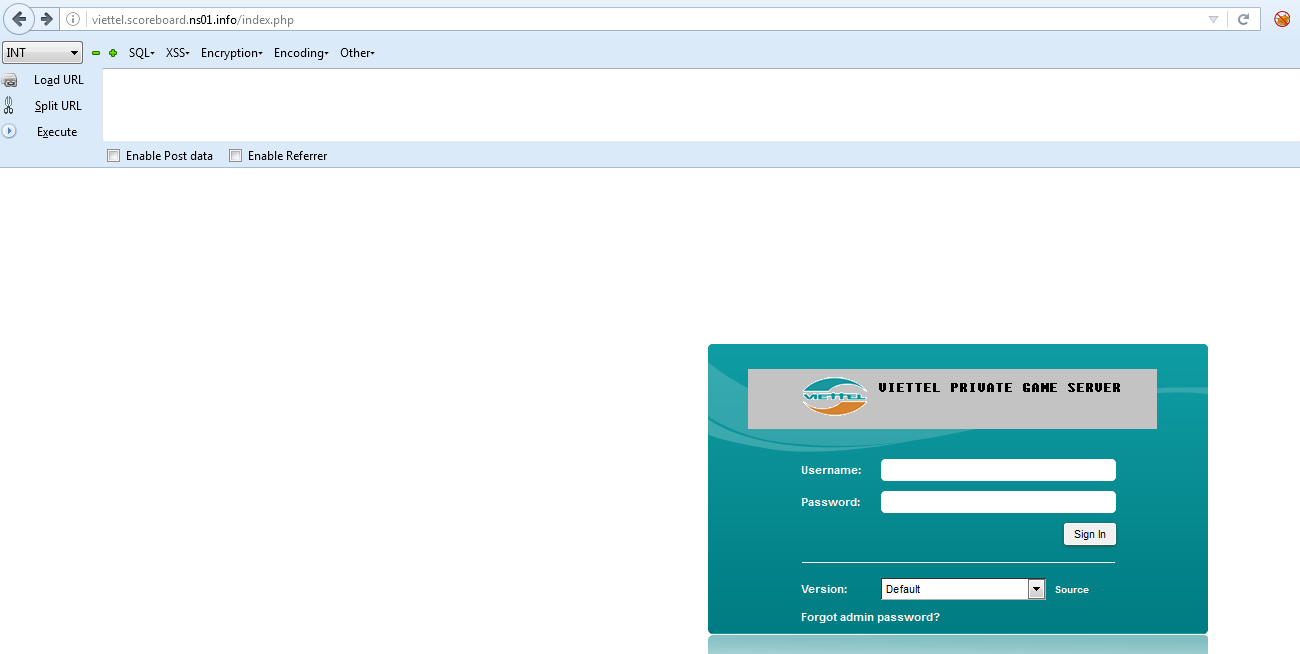 viettel.scoreboard.ns01.info/index.php
INT SQL XSS Encryption Encoding Other
Load URL
Split URL
Execute
Enable Post data Enable Referrer
VIETTEL VIETTEL PRIVATE GAME SERVER
Username:
Password:
Sign In
Version: Default Source
Forgot admin password?